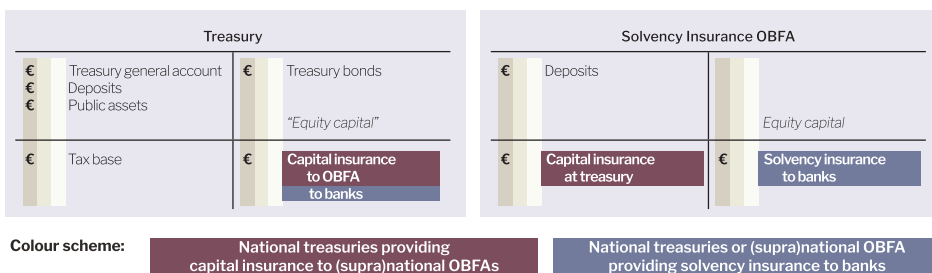 Treasury
€ Treasury general account
€ Deposits
€ Public assets
€ Treasury bonds
"Equity capital"
€ Tax base
€ Capital insurance
to OBFA
to banks
Solvency Insurance OBFA
€ Deposits
Equity capital
€ Capital insurance
at treasury
€ Solvency insurance
to banks
Colour scheme:
National treasuries providing
capital insurance to (supra)national OBFAs
National treasuries or (supra)national OBFA
providing solvency insurance to banks